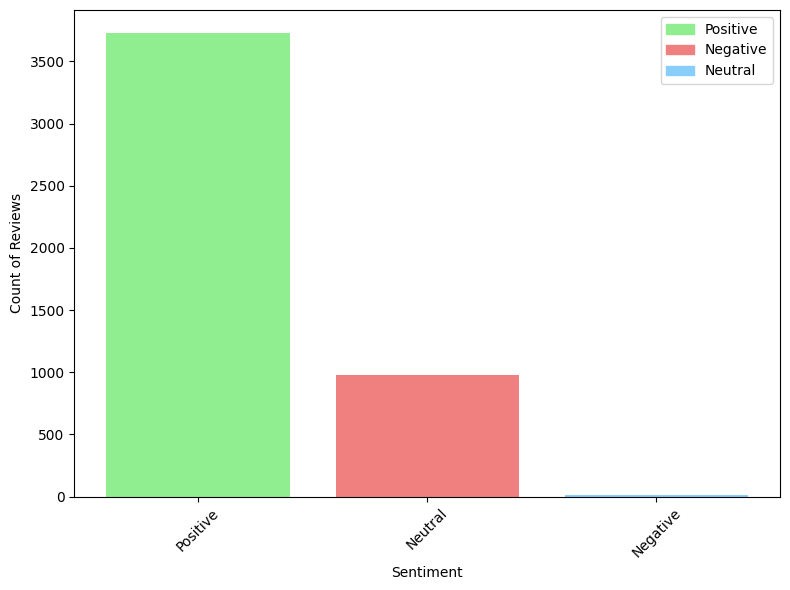 Positive
Negative
Neutral
3500
3000
2500
2000
1500
1000
500
0
Count of Reviews
Positive
Neutral
Negative
Sentiment